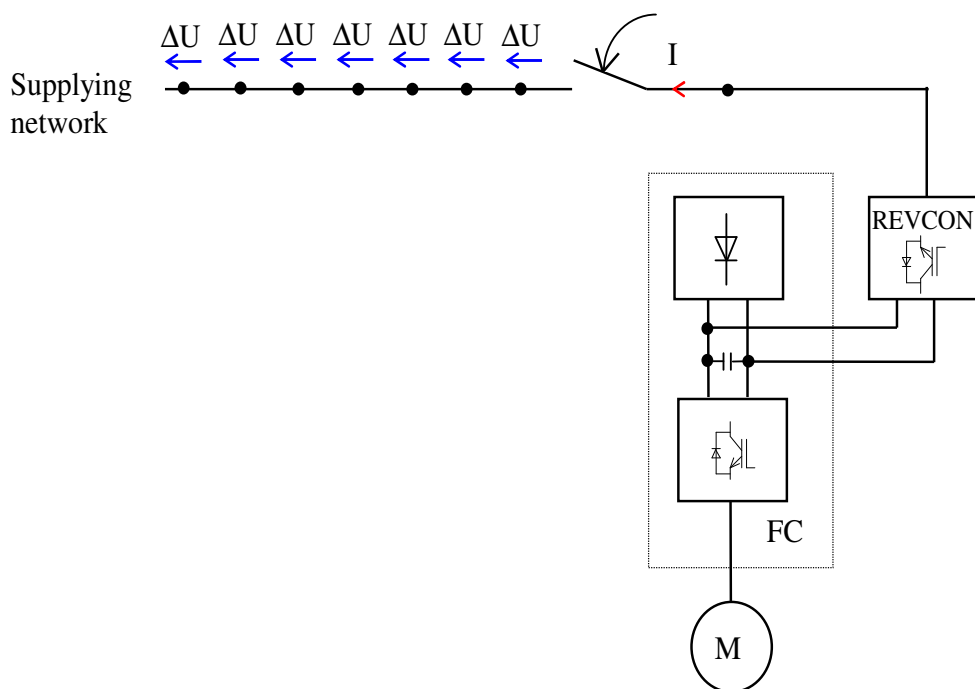 ΔU ΔU ΔU ΔU ΔU ΔU ΔU
I
Supplying
network
REVCON
FC
M